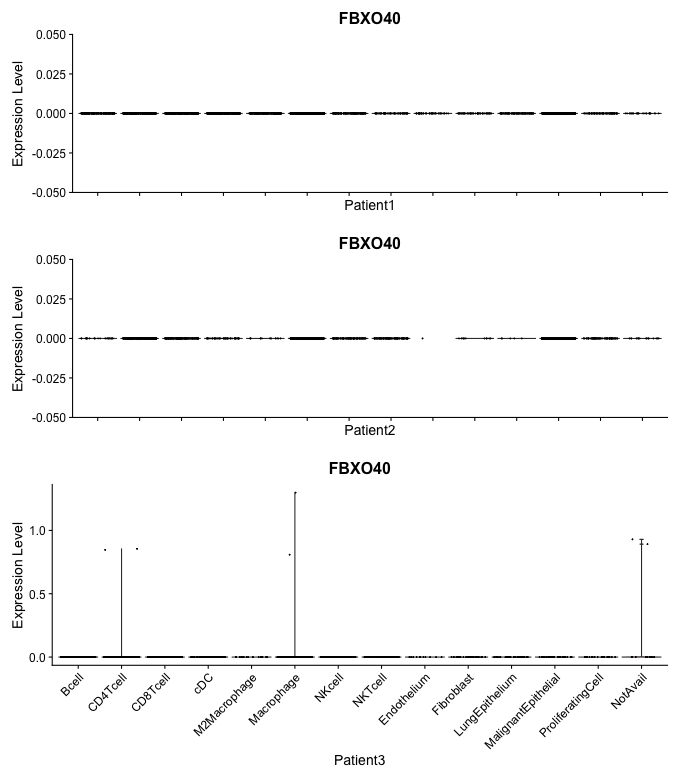 FBXO40
0.050
0.025
0.000
-0.025
-0.050
Expression Level
Patient1
FBXO40
0.050
0.025
0.000
-0.025
-0.050
Expression Level
Patient2
FBXO40
1.0
0.5
0.0
Expression Level
Bcell
CD4Tcell
CD8Tcell
cDC
M2Macrophage
Macrophage
NKcell
NKTcell
Endothelium
Fibroblast
LungEpithelium
MalignantEpithelial
ProliferatingCell
NotAvail
Patient3